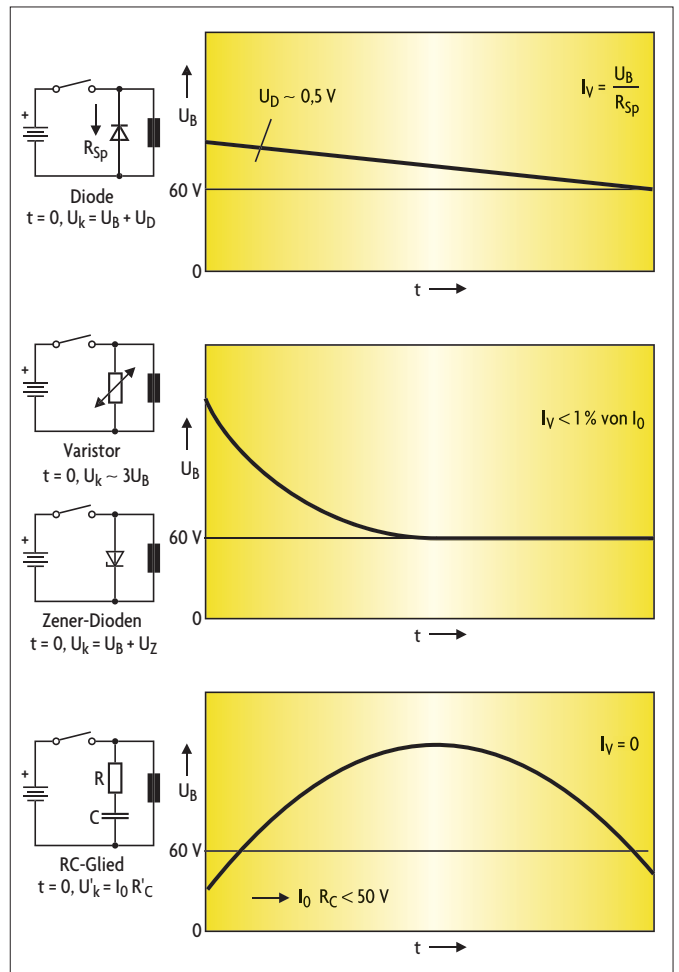 +
R_Sp
Diode
t = 0, U_k = U_B + U_D
U_B
60 V
0
U_D ~ 0,5 V
I_V = U_B / R_Sp
t
+
Varistor
t = 0, U_k ~ 3U_B
+
Zener-Dioden
t = 0, U_k = U_B + U_Z
U_B
60 V
0
I_V < 1 % von I_0
t
+
R
C
RC-Glied
t = 0, U'_k = I_0 R'_C
U_B
60 V
0
I_V = 0
I_0 R_C < 50 V
t